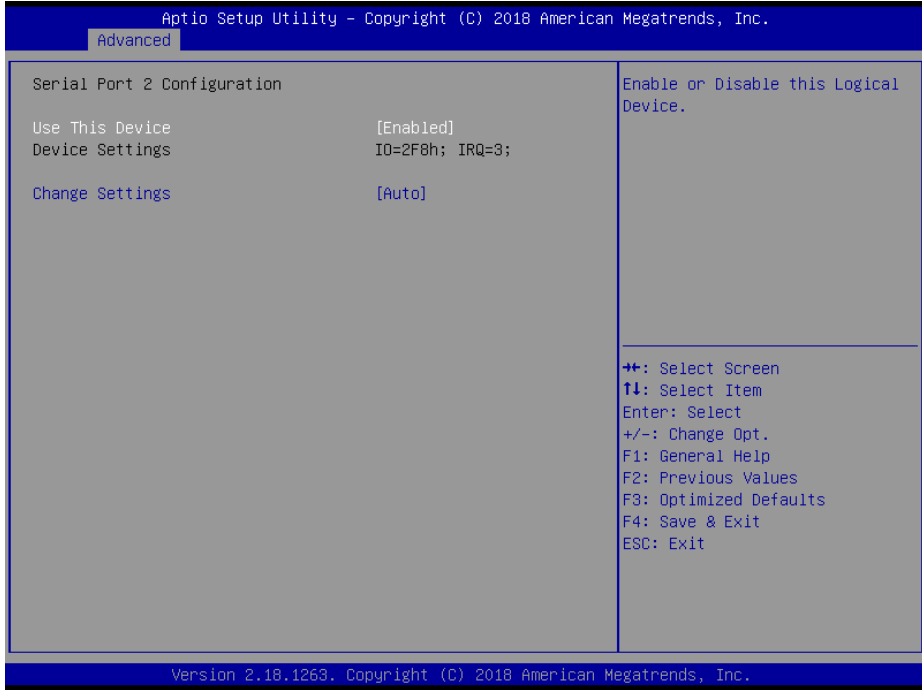 Aptio Setup Utility – Copyright (C) 2018 American Megatrends, Inc.
Advanced
Serial Port 2 Configuration
Use This Device [Enabled]
Device Settings IO=2F8h; IRQ=3;
Change Settings [Auto]
Enable or Disable this Logical
Device.
→←: Select Screen
↑↓: Select Item
Enter: Select
+/-: Change Opt.
F1: General Help
F2: Previous Values
F3: Optimized Defaults
F4: Save & Exit
ESC: Exit
Version 2.18.1263. Copyright (C) 2018 American Megatrends, Inc.